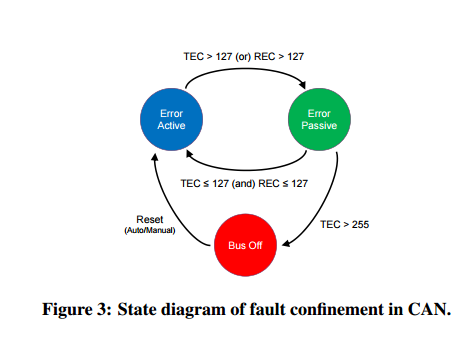 TEC > 127 (or) REC > 127
Error
Active
Error
Passive
TEC ≤ 127 (and) REC ≤ 127
Reset
(Auto/Manual)
TEC > 255
Bus Off
Figure 3: State diagram of fault confinement in CAN.